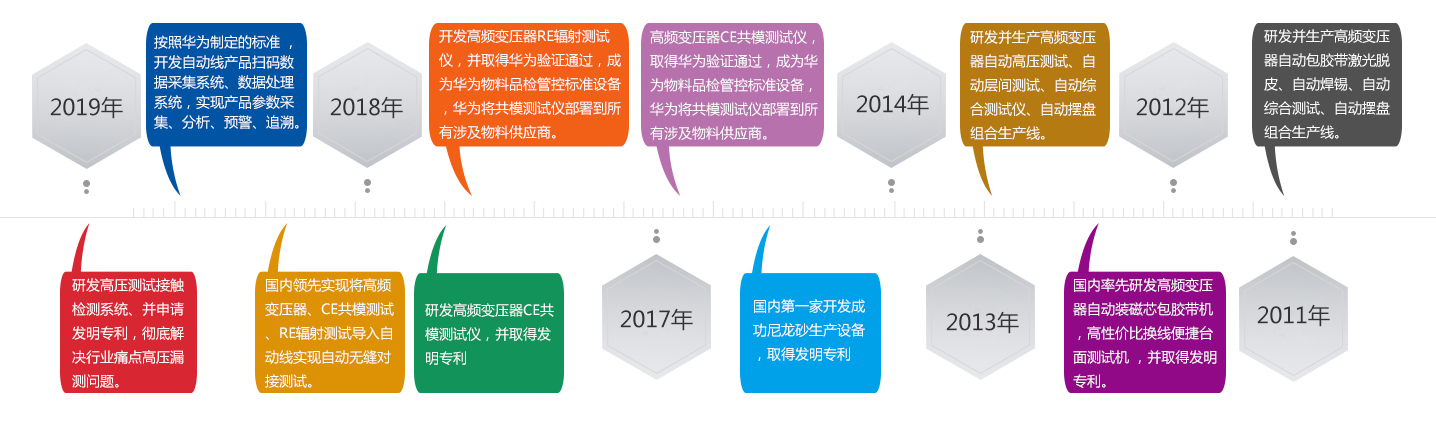 2019年
按照华为制定的标准，
开发自动线产品扫码数
据采集系统、数据处理
系统，实现产品参数采
集、分析、预警、追溯。
2018年
开发高频变压器RE辐射测试
仪，并取得华为验证通过，成
为华为物料品检管控标准设备
，华为将共模测试仪部署到所
有涉及物料供应商。
高频变压器CE共模测试仪，
取得华为验证通过，成为华
为物料品检管控标准设备，
华为将共模测试仪部署到所
有涉及物料供应商。
2014年
研发并生产高频变压
器自动高压测试、自
动层间测试、自动综
合测试仪、自动摆盘
组合生产线。
2012年
研发并生产高频变压
器自动包胶带激光脱
皮、自动焊锡、自动
综合测试、自动摆盘
组合生产线。
研发高压测试接触
检测系统、并申请
发明专利，彻底解
决行业痛点高压漏
测问题。
国内领先实现将高频
变压器、CE共模测试
、RE辐射测试导入自
动线实现自动无缝对
接测试。
研发高频变压器CE共
模测试仪，并取得发
明专利
2017年
国内第一家开发成
功尼龙砂生产设备
，取得发明专利
2013年
国内率先研发高频变压
器自动装磁芯包胶带机
，高性价比换线便捷台
面测试机 ，并取得发明
专利。
2011年